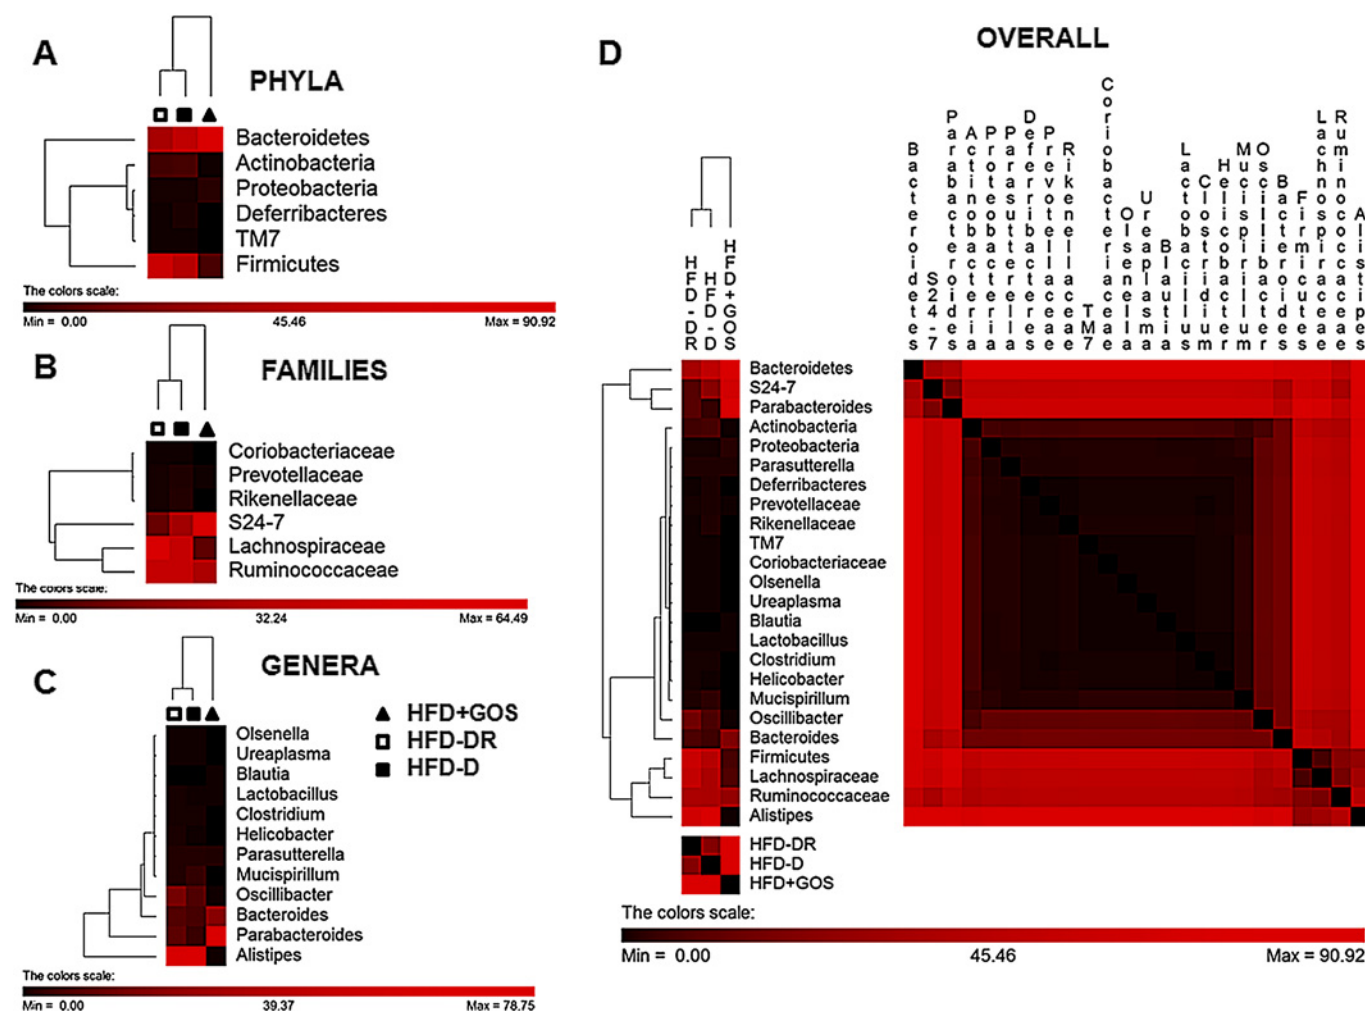 A
PHYLA
Bacteroidetes
Actinobacteria
Proteobacteria
Deferribacteres
TM7
Firmicutes
The colors scale:
Min = 0.00 45.46 Max = 90.92
B
FAMILIES
Coriobacteriaceae
Prevotellaceae
Rikenellaceae
S24-7
Lachnospiraceae
Ruminococcaceae
The colors scale:
Min = 0.00 32.24 Max = 64.49
C
GENERA
HFD+GOS
HFD-DR
HFD-D
Olsenella
Ureaplasma
Blautia
Lactobacillus
Clostridium
Helicobacter
Parasutterella
Mucispirillum
Oscillibacter
Bacteroides
Parabacteroides
Alistipes
The colors scale:
Min = 0.00 39.37 Max = 78.75
D
OVERALL
HFD-DR
HFD-D
HFD+GOS
Bacteroidetes
S24-7
Parabacteroides
Actinobacteria
Proteobacteria
Parasutterella
Deferribacteres
Prevotellaceae
Rikenellaceae
TM7
Coriobacteriaceae
Olsenella
Ureaplasma
Blautia
Lactobacillus
Clostridium
Helicobacter
Mucispirillum
Oscillibacter
Bacteroides
Firmicutes
Lachnospiraceae
Ruminococcaceae
Alistipes
Bacteroidetes
S24-7
Parabacteroides
Actinobacteria
Proteobacteria
Parasutterella
Deferribacteres
Prevotellaceae
Rikenellaceae
TM7
Coriobacteriaceae
Olsenella
Ureaplasma
Blautia
Lactobacillus
Clostridium
Helicobacter
Mucispirillum
Oscillibacter
Bacteroides
Firmicutes
Lachnospiraceae
Ruminococcaceae
Alistipes
HFD-DR
HFD-D
HFD+GOS
The colors scale:
Min = 0.00 45.46 Max = 90.92